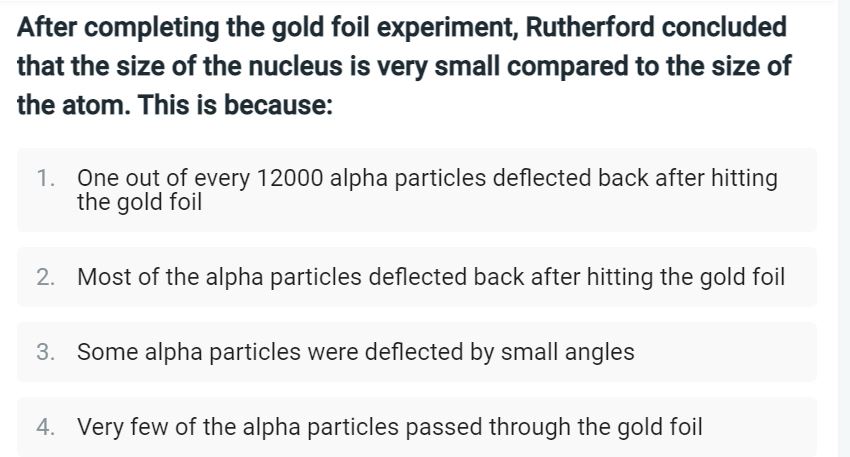 After completing the gold foil experiment, Rutherford concluded
that the size of the nucleus is very small compared to the size of
the atom. This is because:
1. One out of every 12000 alpha particles deflected back after hitting
the gold foil
2. Most of the alpha particles deflected back after hitting the gold foil
3. Some alpha particles were deflected by small angles
4. Very few of the alpha particles passed through the gold foil